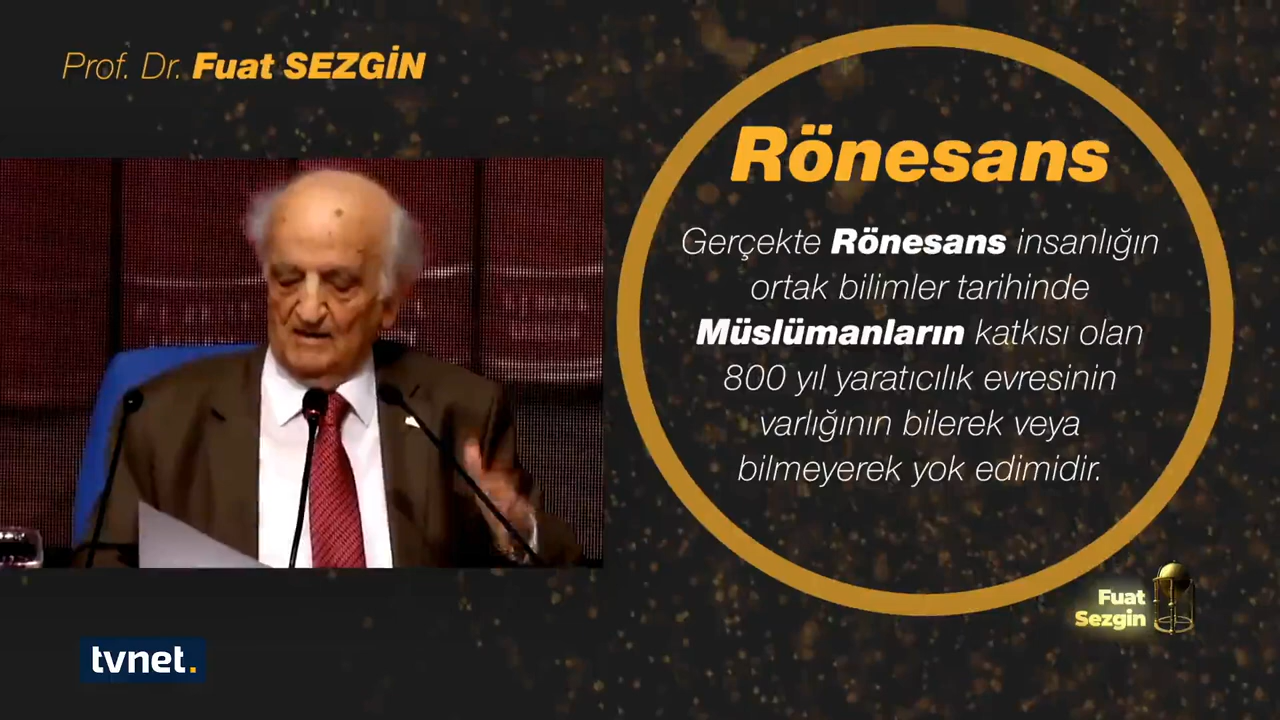 Prof. Dr. Fuat SEZGİN
Rönesans
Gerçekte Rönesans insanlığın
ortak bilimler tarihinde
Müslümanların katkısı olan
800 yıl yaratıcılık evresinin
varlığının bilerek veya
bilmeyerek yok edimidir.
Fuat
Sezgin
tvnet.